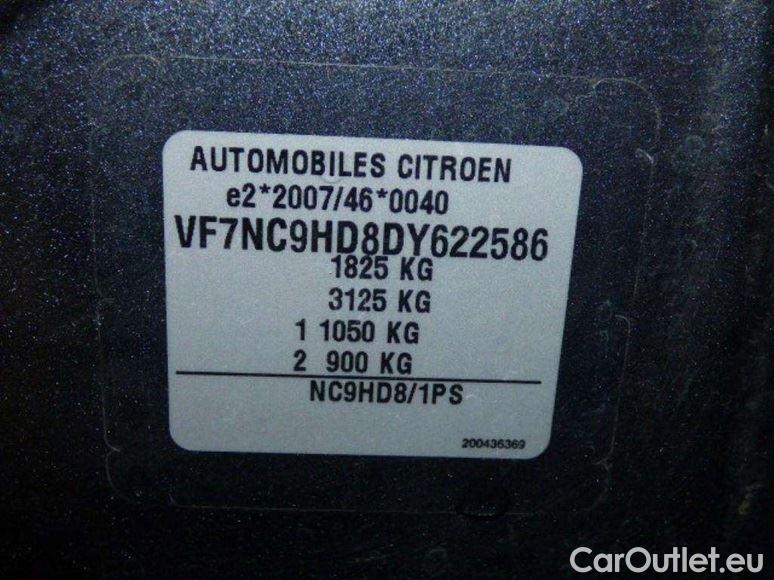 AUTOMOBILES CITROEN
e2*2007/46*0040
VF7NC9HD8DY622586
1825 KG
3125 KG
1 1050 KG
2 900 KG
NC9HD8/1PS
200436369
CarOutlet.eu